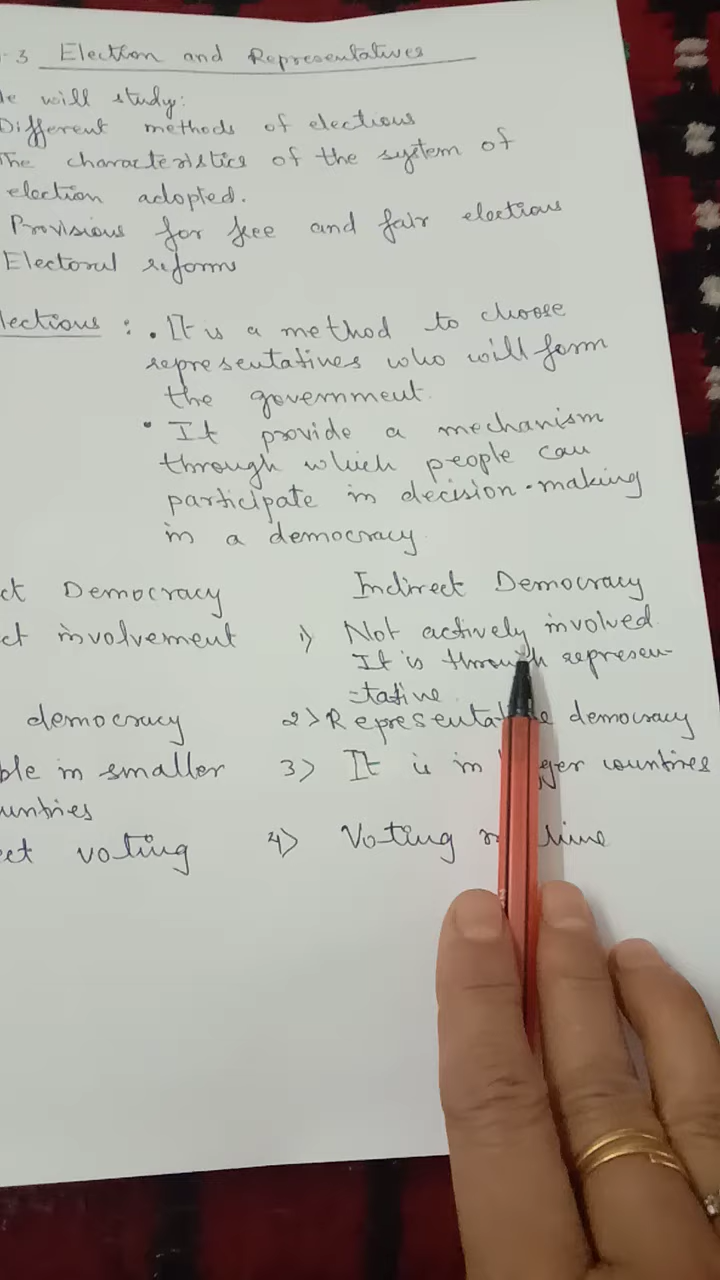 -3 Election and Representatives
le will study:
Different methods of elections
The characteristics of the system of
election adopted.
Provisions for free and fair elections
Electoral reforms
lections : . It is a method to choose
representatives who will form
the government.
• It provide a mechanism
through which people can
participate in decision-making
in a democracy.
ct Democracy Indirect Democracy
ct involvement 1) Not actively involved.
It is through represen-
=tative
democracy 2) democracy
ble in smaller 3) It is in countries
untries
ect voting 4) Voting